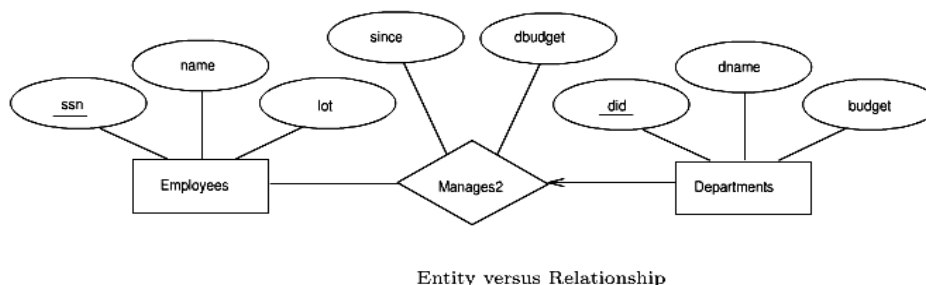 since dbudget
name dname
ssn lot did budget
Employees Manages2 Departments
Entity versus Relationship